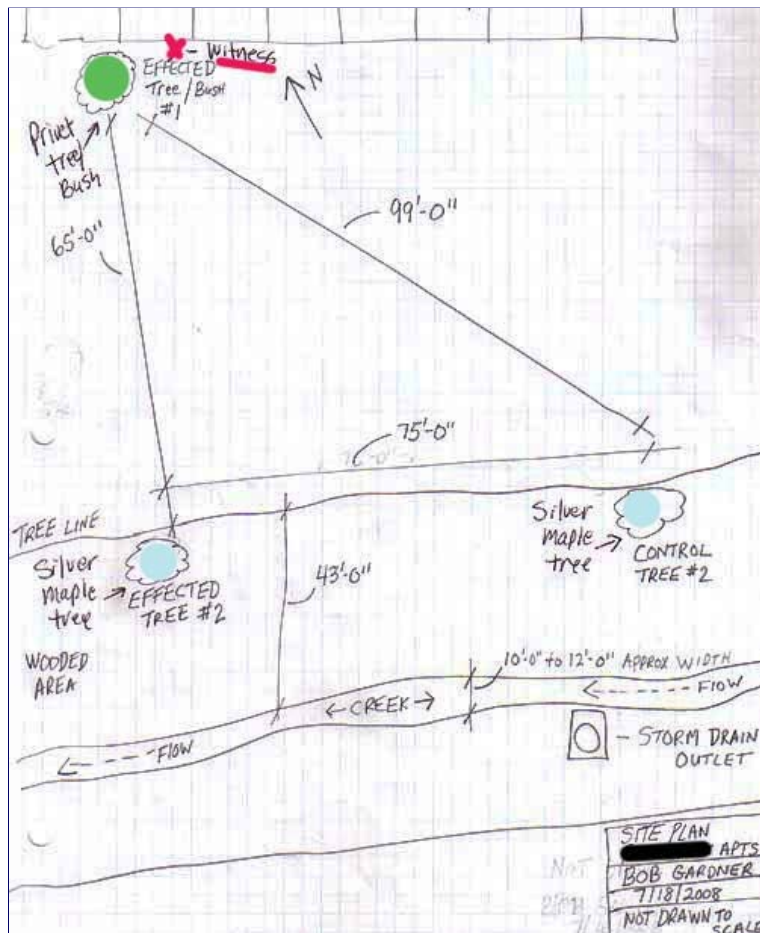 X - Witness
EFFECTED
Tree/Bush
#1
N
Privet
tree/
Bush
65'-0"
99'-0"
75'-0"
TREE LINE
Silver
maple
tree
EFFECTED
TREE #2
Silver
maple
tree
CONTROL
TREE #2
43'-0"
WOODED
AREA
10'-0" to 12'-0" APPROX WIDTH
FLOW
CREEK
FLOW
STORM DRAIN
OUTLET
SITE PLAN
APTS
BOB GARDNER
7/18/2008
NOT DRAWN TO
SCALE